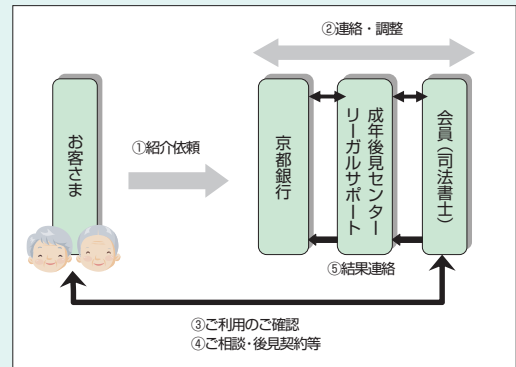 ②連絡・調整
お客さま
①紹介依頼
京都銀行
成年後見センター
リーガルサポート
会員（司法書士）
⑤結果連絡
③ご利用のご確認
④ご相談・後見契約等